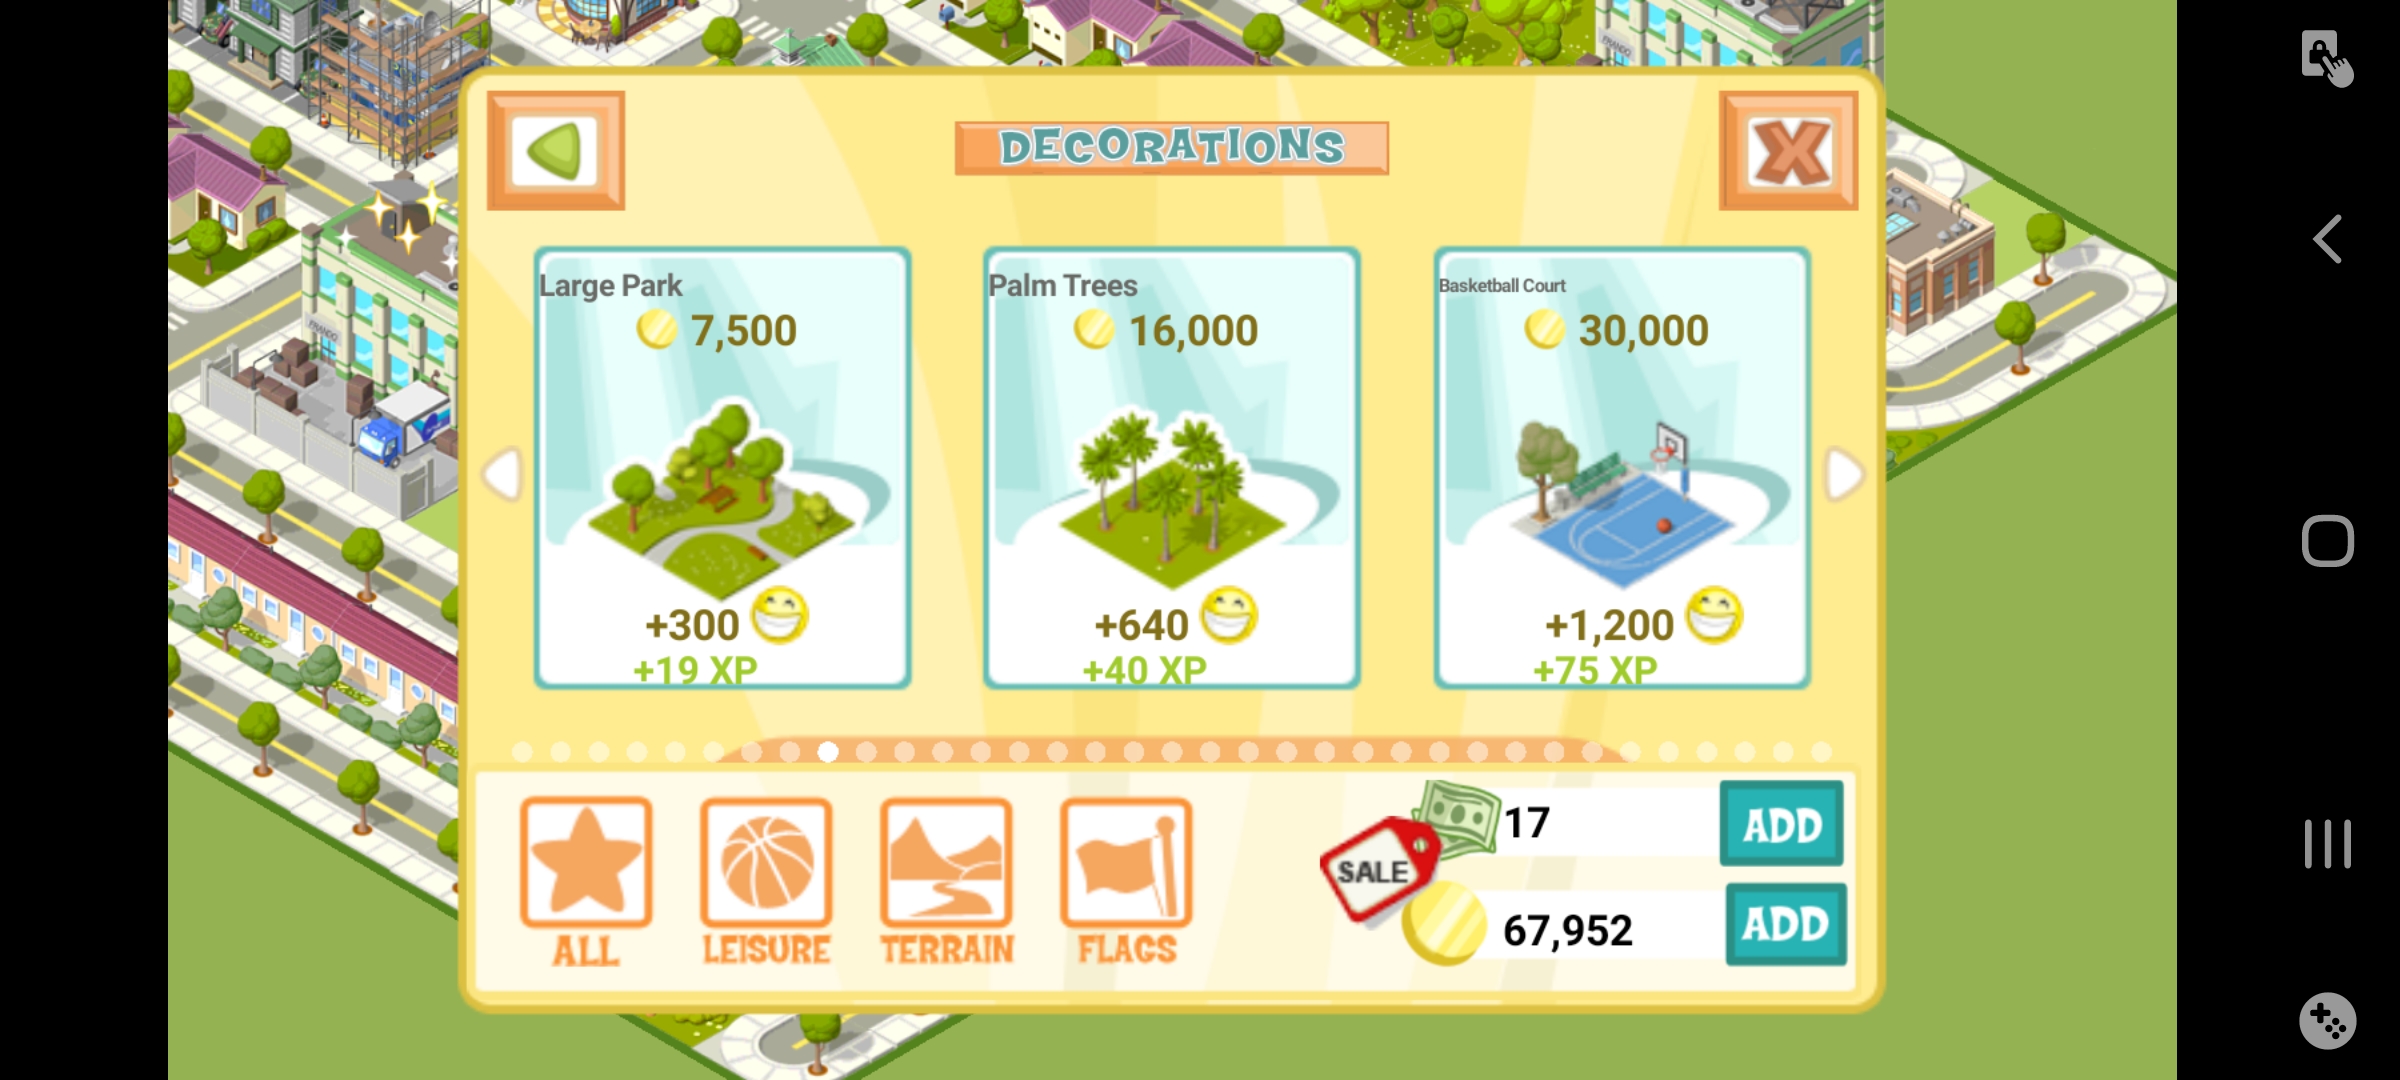 DECORATIONS
Large Park
7,500
+300
+19 XP
Palm Trees
16,000
+640
+40 XP
Basketball Court
30,000
+1,200
+75 XP
ALL
LEISURE
TERRAIN
FLAGS
SALE
17
ADD
67,952
ADD